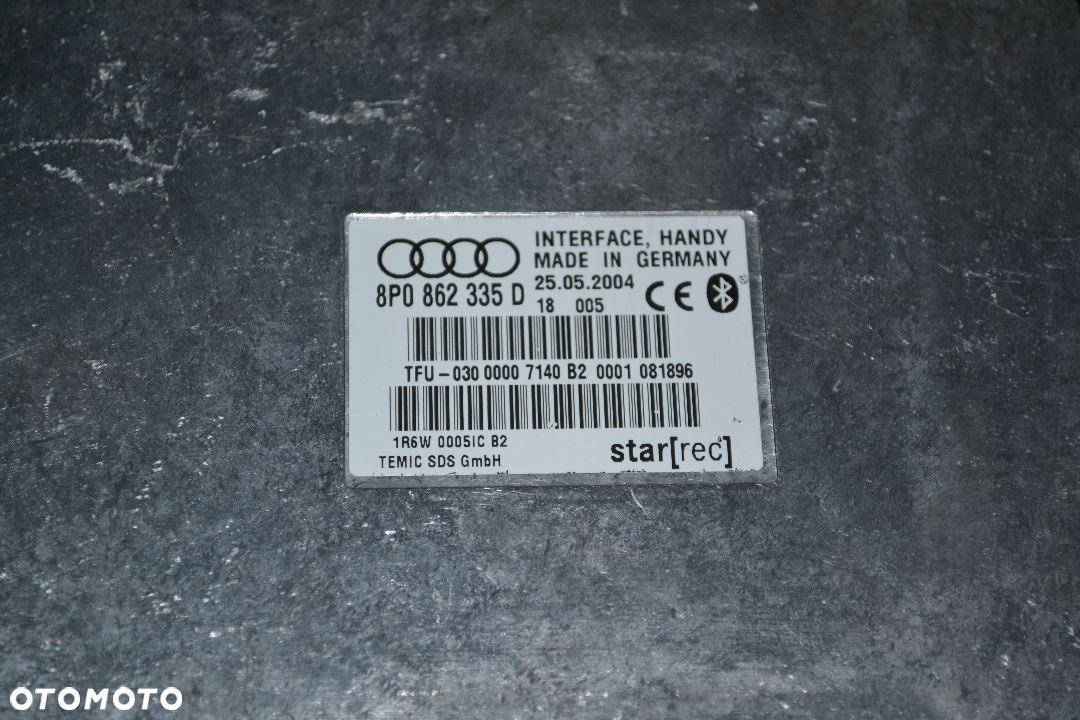 INTERFACE, HANDY
MADE IN GERMANY
8P0 862 335 D
25.05.2004
18 005
CE
TFU-030 0000 7140 B2 0001 081896
1R6W 0005IC B2
TEMIC SDS GmbH
star[rec]
OTOMOTO